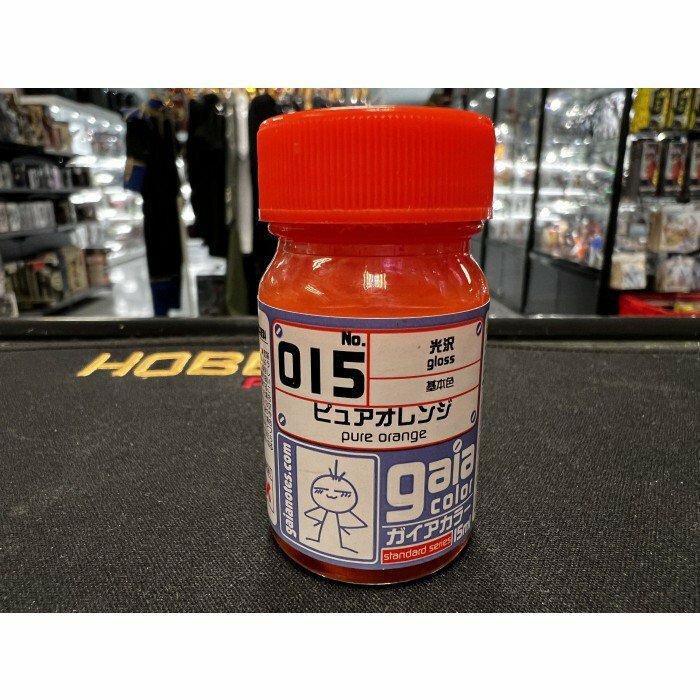 No.
015
光沢
gloss
基本色
ピュアオレンジ
pure orange
gaianotes.com
gaia
color
ガイアカラー
standard series
15ml
HOBB